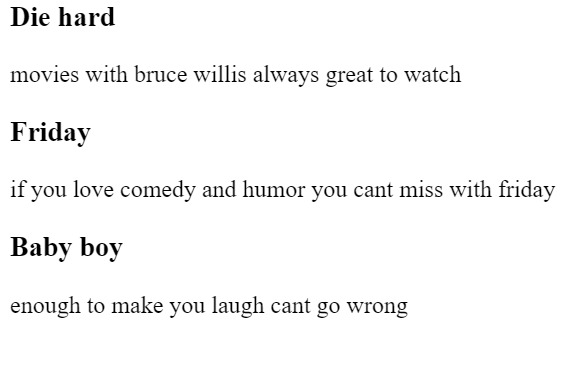 Die hard
movies with bruce willis always great to watch
Friday
if you love comedy and humor you cant miss with friday
Baby boy
enough to make you laugh cant go wrong